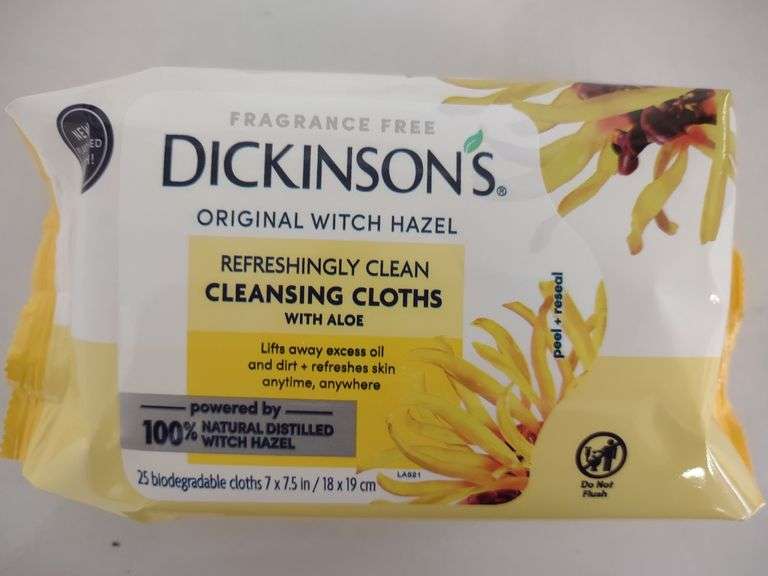 NEW
FRAGRANCE FREE
DICKINSON'S®
ORIGINAL WITCH HAZEL
REFRESHINGLY CLEAN
CLEANSING CLOTHS
WITH ALOE
Lifts away excess oil
and dirt + refreshes skin
anytime, anywhere
powered by
100% NATURAL DISTILLED
WITCH HAZEL
25 biodegradable cloths 7 x 7.5 in / 18 x 19 cm
LA921
peel + reseal
Do Not
Flush